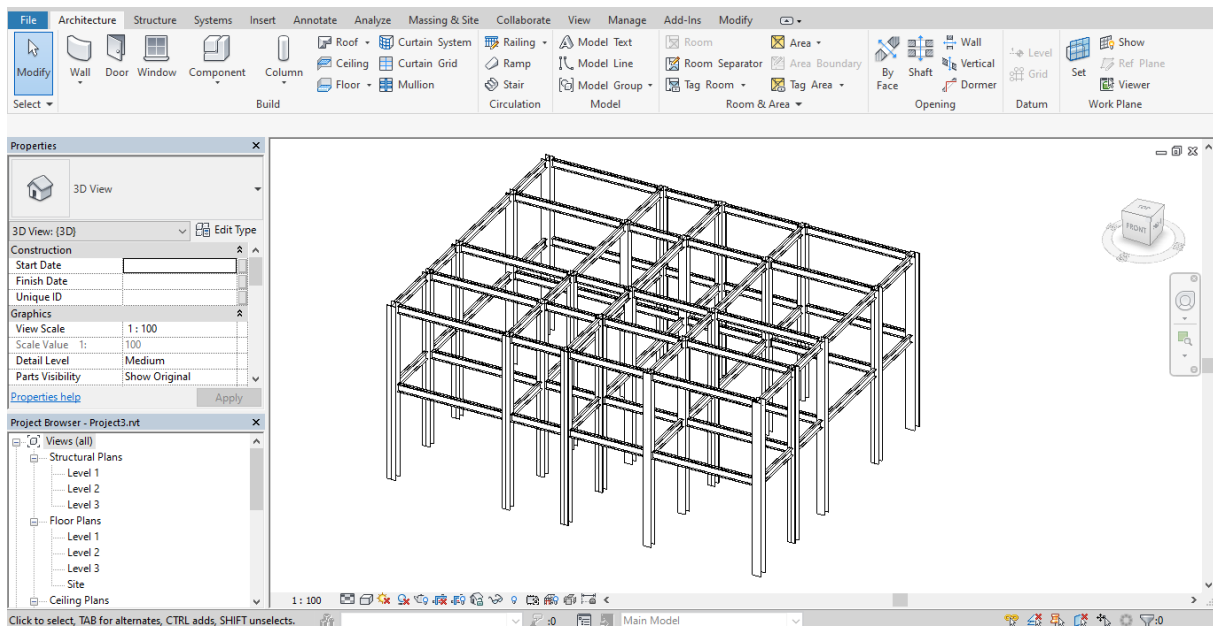 File Architecture Structure Systems Insert Annotate Analyze Massing & Site Collaborate View Manage Add-Ins Modify
Modify Wall Door Window Component Column
Roof Curtain System
Ceiling Curtain Grid
Floor Mullion
Railing
Ramp
Stair
Model Text
Model Line
Model Group
Room
Room Separator
Tag Room
Area
Area Boundary
Tag Area
By Face
Shaft
Wall
Vertical
Dormer
Level
Grid
Set
Show
Ref Plane
Viewer
Select Build Circulation Model Room & Area Opening Datum Work Plane
Properties
3D View
3D View: {3D} Edit Type
Construction
Start Date
Finish Date
Unique ID
Graphics
View Scale 1 : 100
Scale Value 1: 100
Detail Level Medium
Parts Visibility Show Original
Properties help Apply
Project Browser - Project3.rvt
Views (all)
Structural Plans
Level 1
Level 2
Level 3
Floor Plans
Level 1
Level 2
Level 3
Site
Ceiling Plans
TOP
FRONT
1 : 100
Click to select, TAB for alternates, CTRL adds, SHIFT unselects. :0 Main Model :0